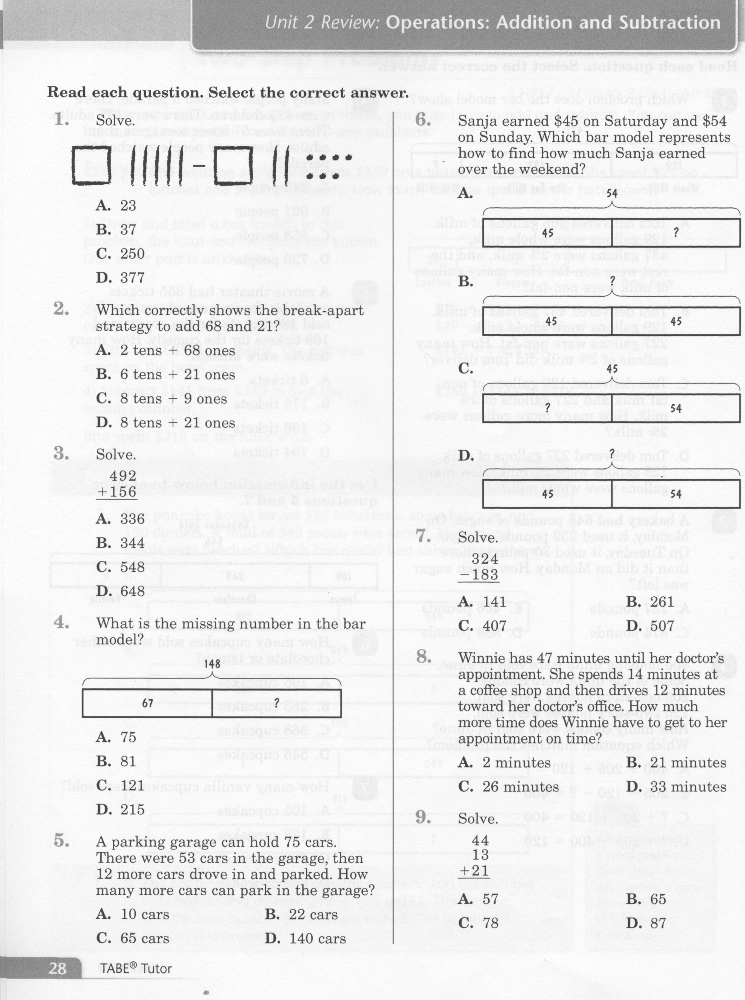 Unit 2 Review: Operations: Addition and Subtraction
Read each question. Select the correct answer.
1. Solve.
−
A. 23
B. 37
C. 250
D. 377
2. Which correctly shows the break-apart
strategy to add 68 and 21?
A. 2 tens + 68 ones
B. 6 tens + 21 ones
C. 8 tens + 9 ones
D. 8 tens + 21 ones
3. Solve.
492
+156
A. 336
B. 344
C. 548
D. 648
4. What is the missing number in the bar
model?
148
67 ?
A. 75
B. 81
C. 121
D. 215
5. A parking garage can hold 75 cars.
There were 53 cars in the garage, then
12 more cars drove in and parked. How
many more cars can park in the garage?
A. 10 cars B. 22 cars
C. 65 cars D. 140 cars
6. Sanja earned $45 on Saturday and $54
on Sunday. Which bar model represents
how to find how much Sanja earned
over the weekend?
A. 54
45 ?
B. ?
45 45
C. 45
? 54
D. ?
45 54
7. Solve.
324
−183
A. 141 B. 261
C. 407 D. 507
8. Winnie has 47 minutes until her doctor's
appointment. She spends 14 minutes at
a coffee shop and then drives 12 minutes
toward her doctor's office. How much
more time does Winnie have to get to her
appointment on time?
A. 2 minutes B. 21 minutes
C. 26 minutes D. 33 minutes
9. Solve.
44
13
+21
A. 57 B. 65
C. 78 D. 87
28 TABE® Tutor